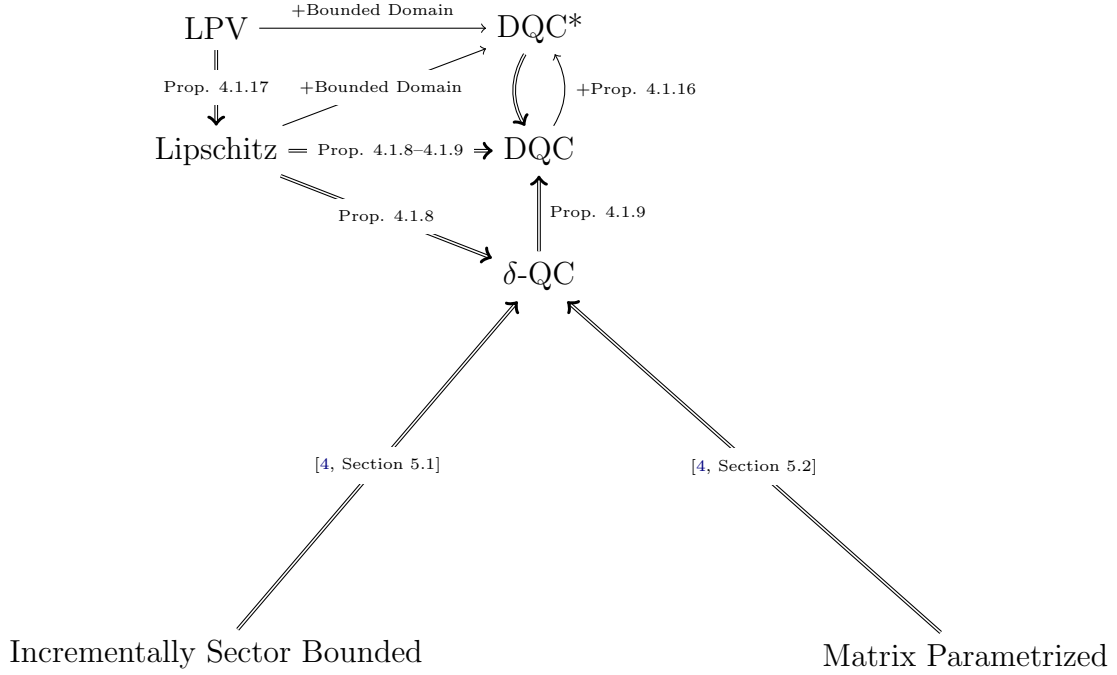 +Bounded Domain
LPV DQC*
Prop. 4.1.17 +Bounded Domain +Prop. 4.1.16
Lipschitz Prop. 4.1.8–4.1.9 DQC
Prop. 4.1.8 Prop. 4.1.9
δ-QC
[4, Section 5.1] [4, Section 5.2]
Incrementally Sector Bounded Matrix Parametrized